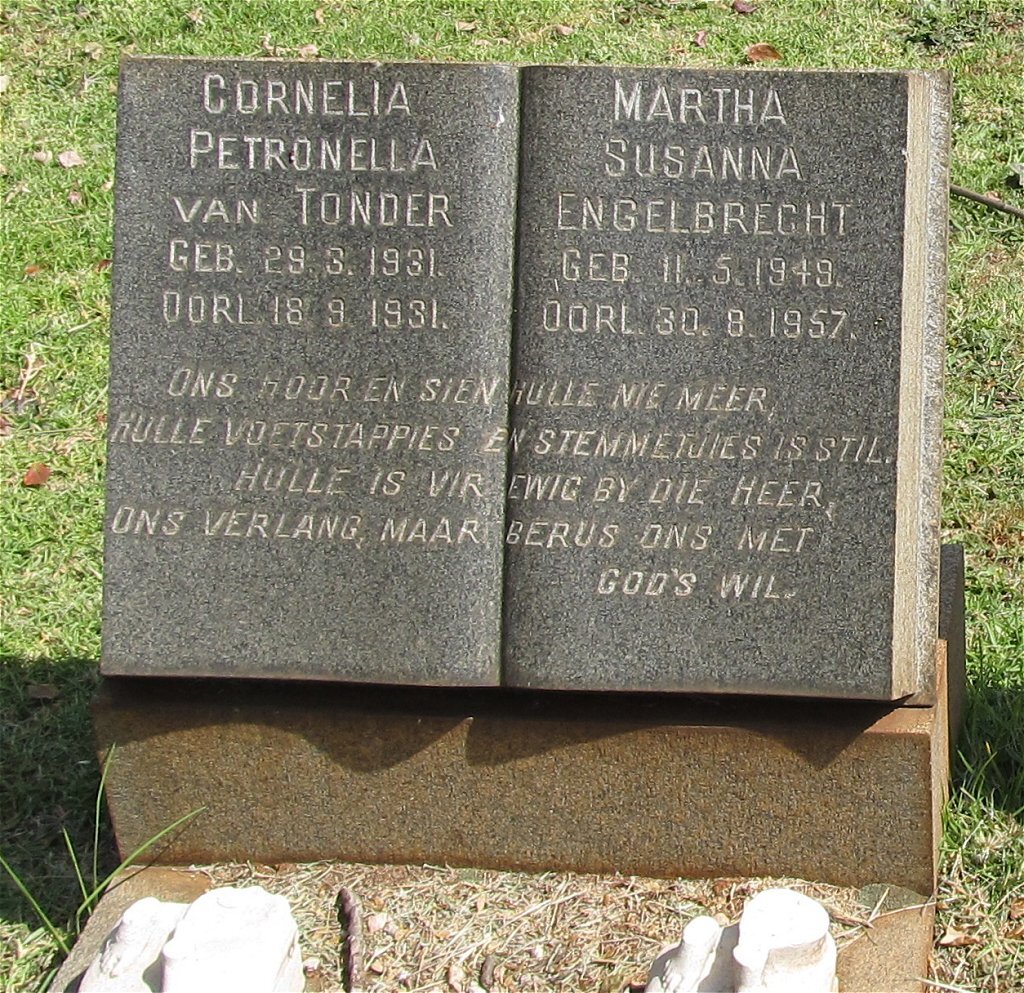 CORNELIA
PETRONELLA
VAN TONDER
GEB. 29.3.1931.
OORL. 18 9 1931.
MARTHA
SUSANNA
ENGELBRECHT
GEB. 11. 5. 1949.
OORL. 30. 8. 1957.
ONS HOOR EN SIEN HULLE NIE MEER,
HULLE VOETSTAPPIES EN STEMMETJIES IS STIL.
HULLE IS VIR EWIG BY DIE HEER,
ONS VERLANG, MAAR BERUS ONS MET
GOD'S WIL.